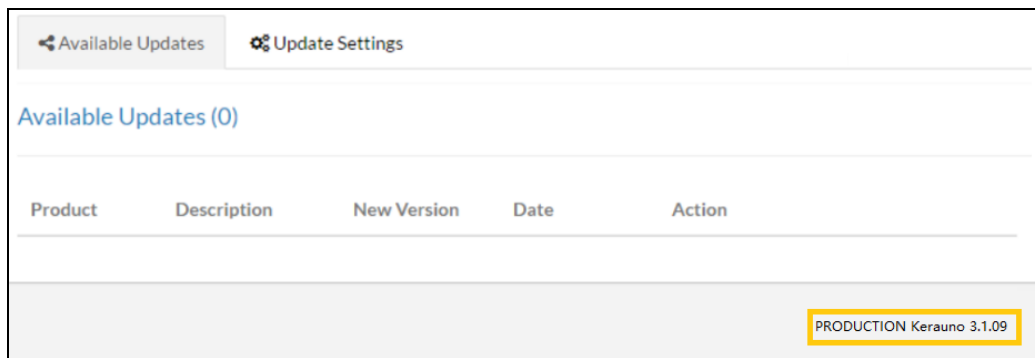 Available Updates Update Settings
Available Updates (0)
Product Description New Version Date Action
PRODUCTION Kerauno 3.1.09